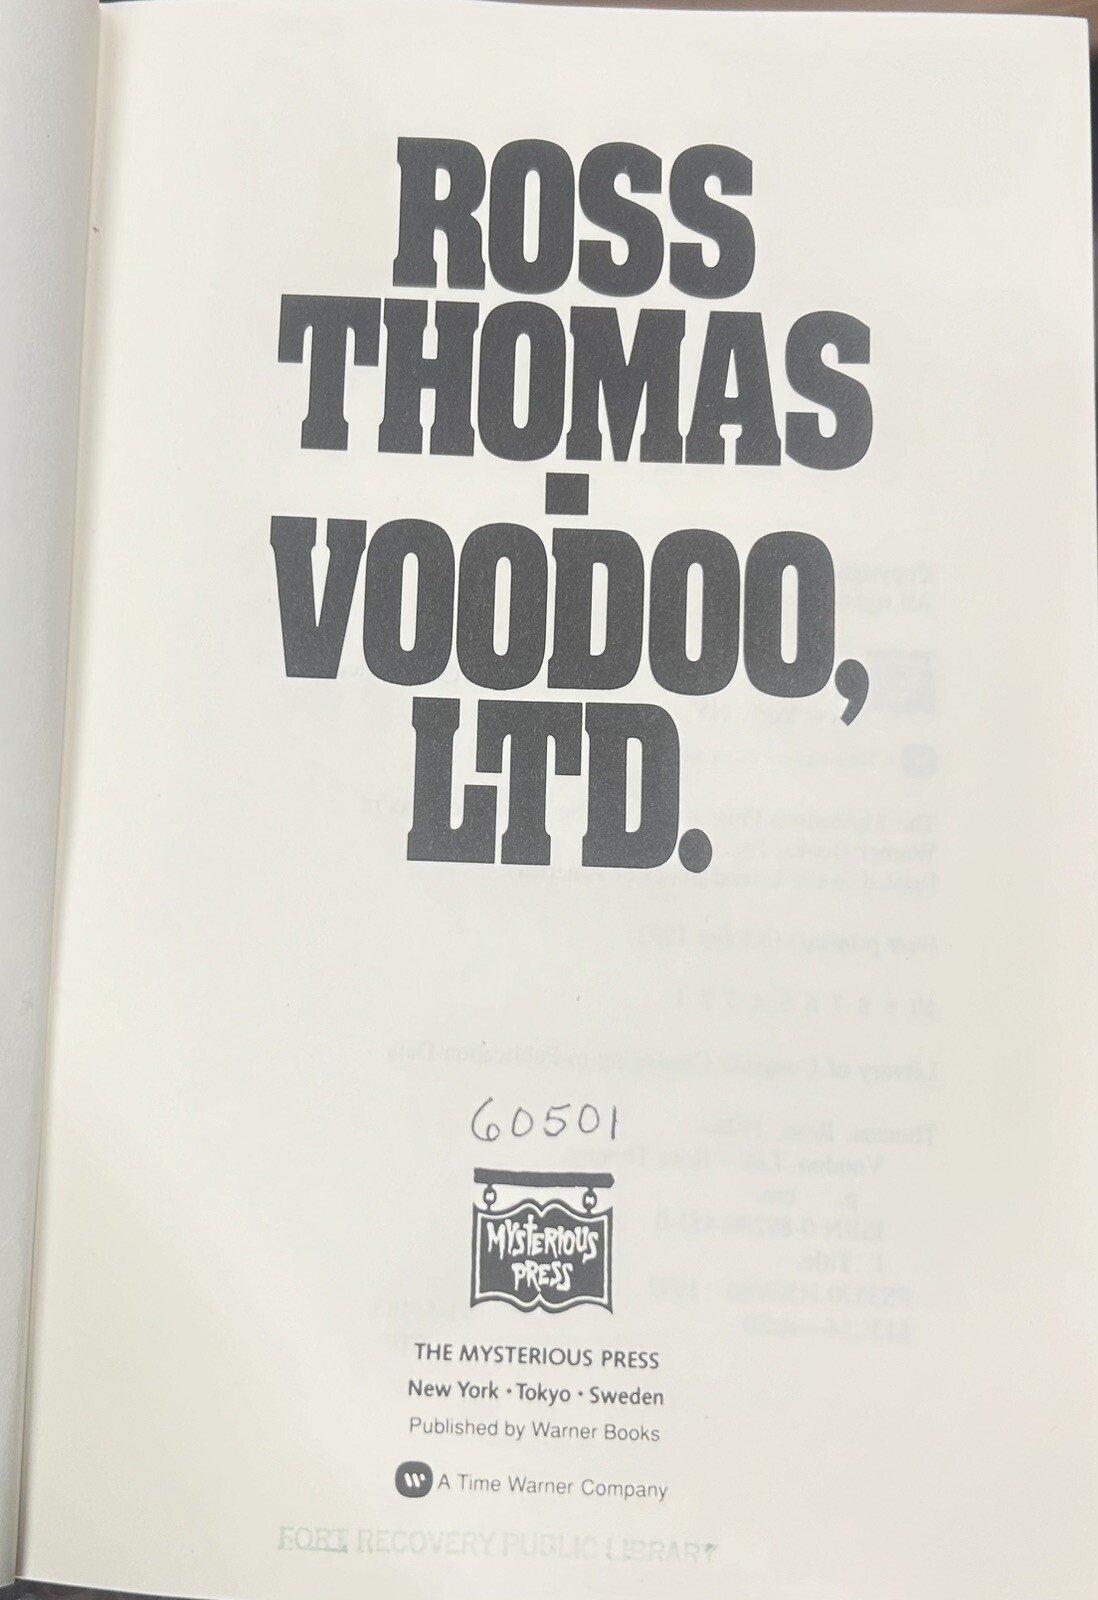 ROSS
THOMAS
VOODOO,
LTD.
60501
MYSTERIOUS
PRESS
THE MYSTERIOUS PRESS
New York • Tokyo • Sweden
Published by Warner Books
A Time Warner Company
FORT RECOVERY PUBLIC LIBRARY